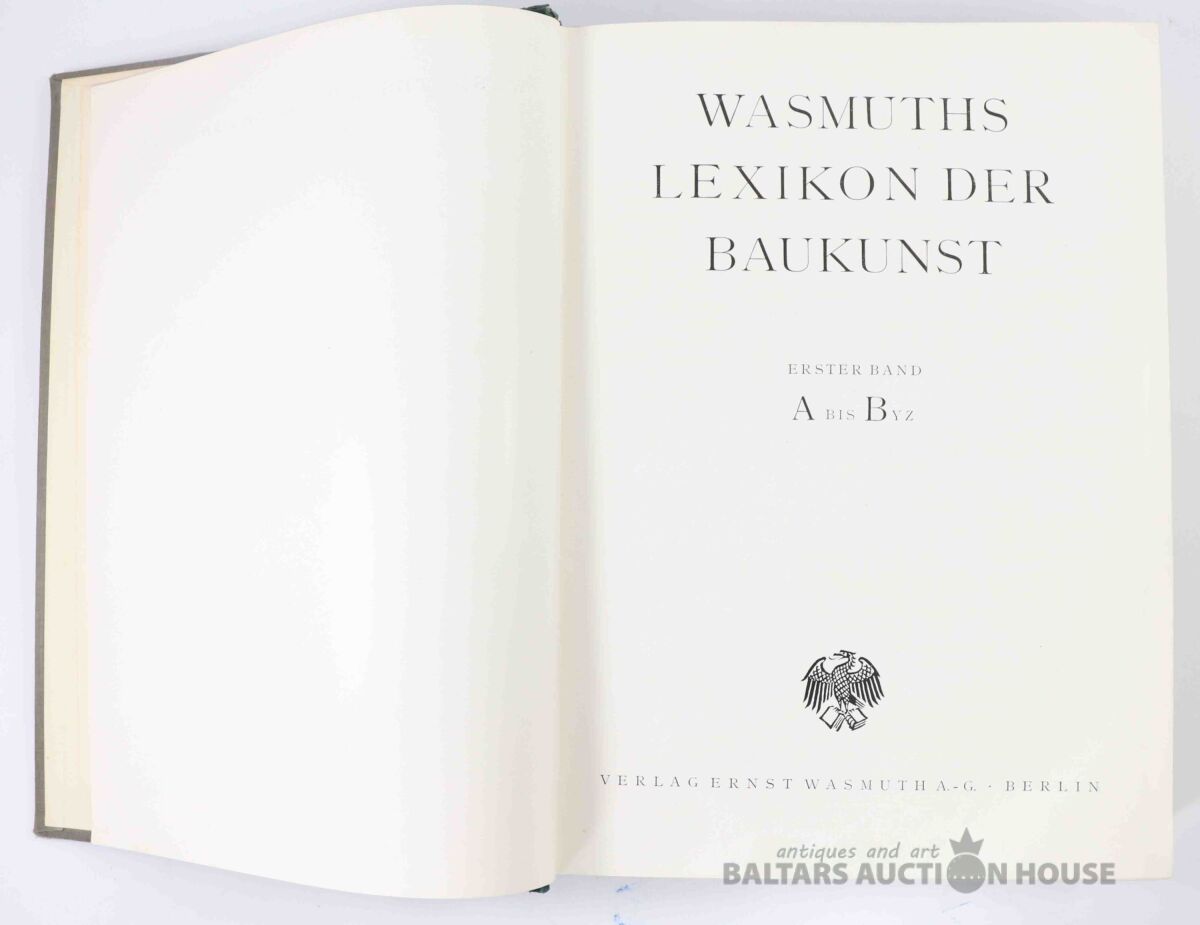 WASMUTHS
LEXIKON DER
BAUKUNST
ERSTER BAND
A BIS BYZ
VERLAG ERNST WASMUTH A.-G. · BERLIN
antiques and art
BALTARS AUCTION HOUSE